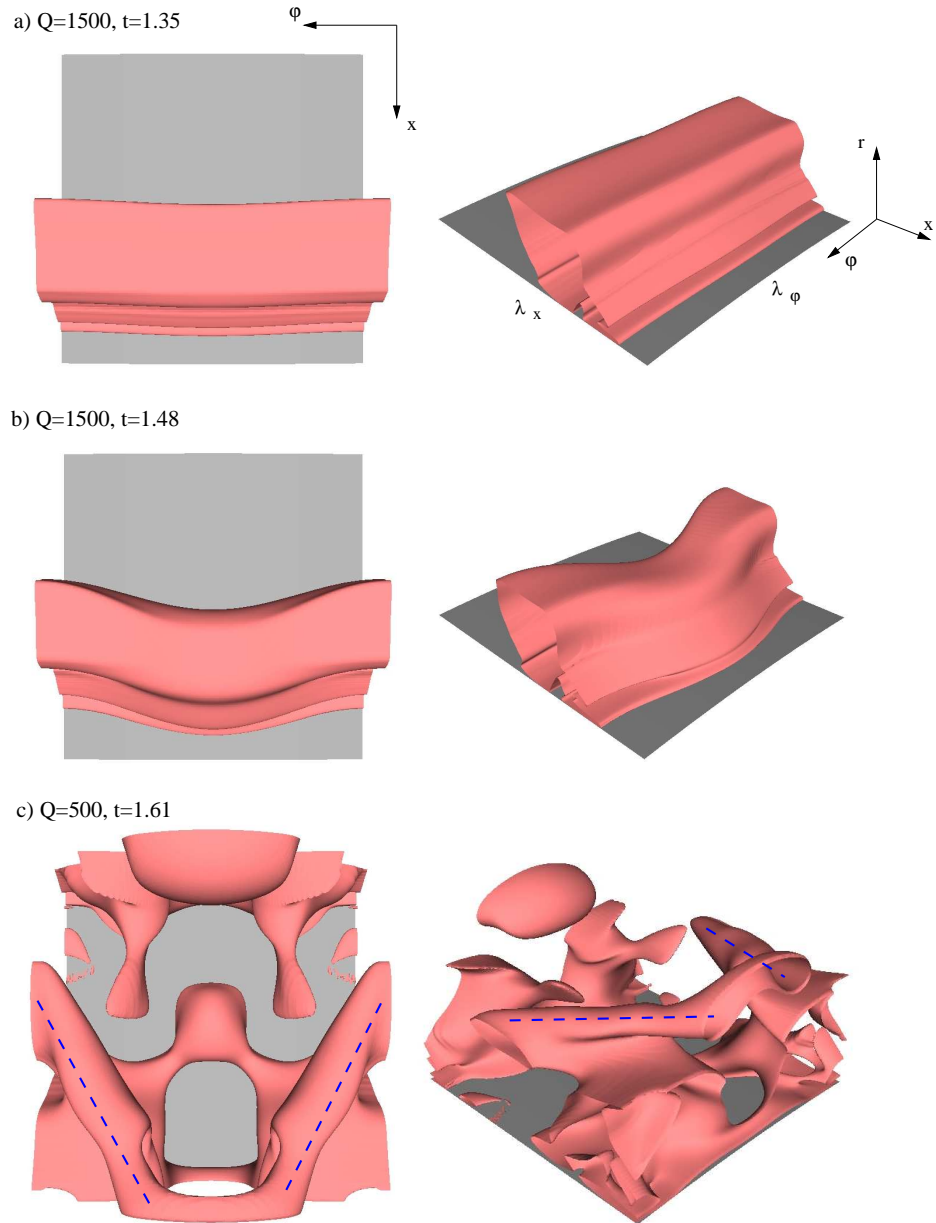 a) Q=1500, t=1.35
φ
x
r
x
φ
λ x
λ φ
b) Q=1500, t=1.48
c) Q=500, t=1.61